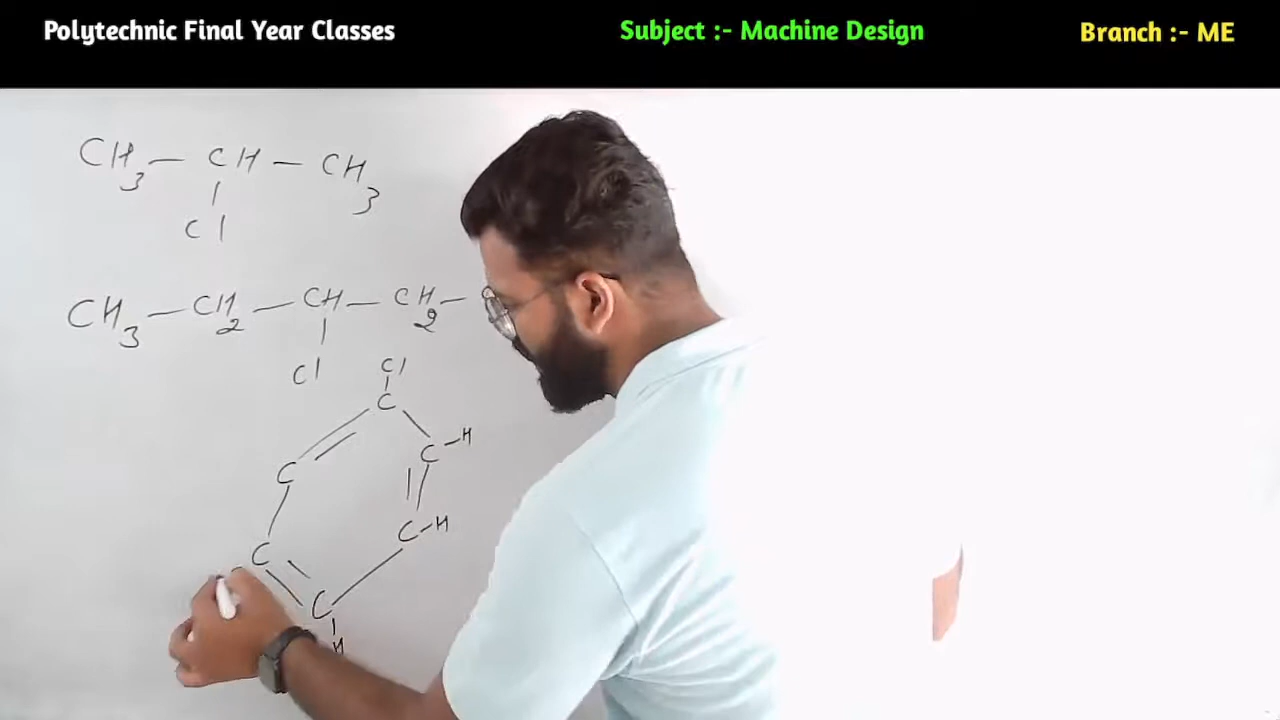 Polytechnic Final Year Classes
Subject :- Machine Design
Branch :- ME
CH3 — CH — CH3
Cl
CH3 — CH2 — CH — CH2 —
Cl
Cl
C
C — H
C
C — H
C
C
H